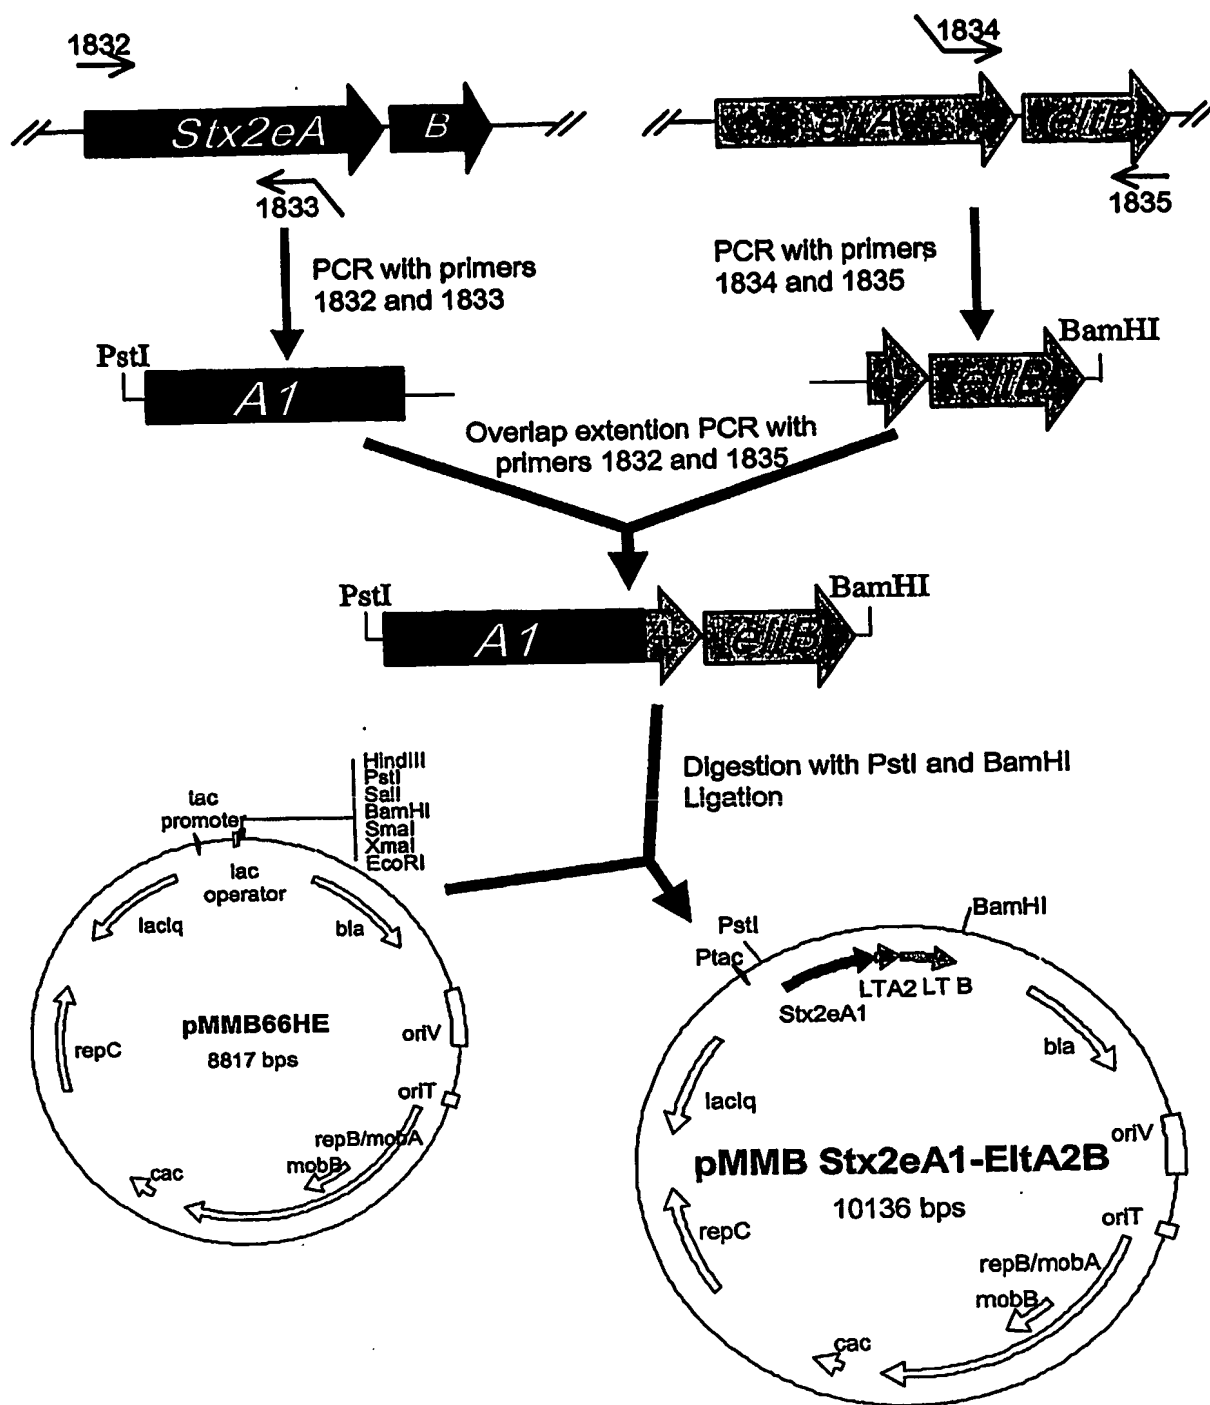 1832
1834
Stx2eA
B
eltB
1833
1835
PCR with primers
1832 and 1833
PCR with primers
1834 and 1835
PstI
BamHI
A1
eltB
Overlap extention PCR with
primers 1832 and 1835
PstI
BamHI
A1
eltB
Digestion with PstI and BamHI
Ligation
HindIII
PstI
SalI
BamHI
SmaI
XmaI
EcoRI
tac
promoter
lac
operator
lacIq
bla
pMMB66HE
8817 bps
oriV
repC
oriT
repB/mobA
mobB
cac
PstI
BamHI
Ptac
LTA2 LT B
Stx2eA1
bla
lacIq
oriV
pMMB Stx2eA1-EltA2B
10136 bps
oriT
repC
repB/mobA
mobB
cac